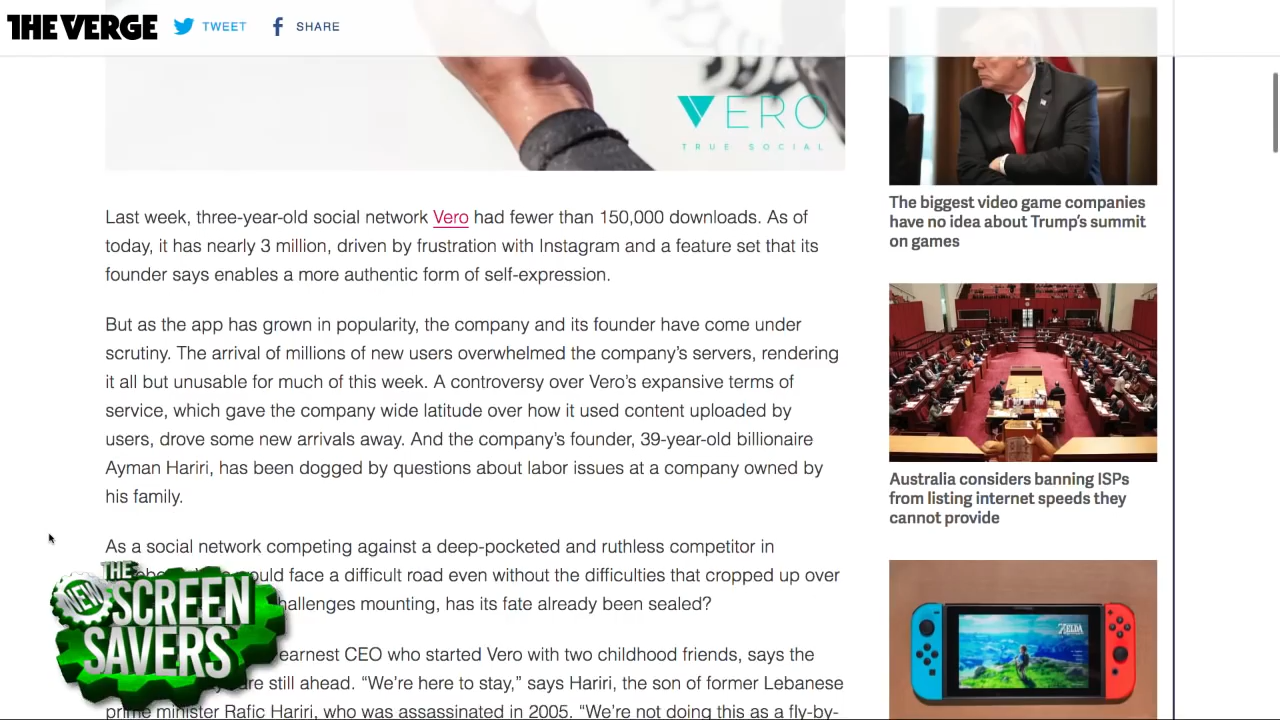 THE VERGE
TWEET
SHARE
VERO
TRUE SOCIAL
Last week, three-year-old social network Vero had fewer than 150,000 downloads. As of
today, it has nearly 3 million, driven by frustration with Instagram and a feature set that its
founder says enables a more authentic form of self-expression.
But as the app has grown in popularity, the company and its founder have come under
scrutiny. The arrival of millions of new users overwhelmed the company's servers, rendering
it all but unusable for much of this week. A controversy over Vero's expansive terms of
service, which gave the company wide latitude over how it used content uploaded by
users, drove some new arrivals away. And the company's founder, 39-year-old billionaire
Ayman Hariri, has been dogged by questions about labor issues at a company owned by
his family.
As a social network competing against a deep-pocketed and ruthless competitor in
face a difficult road even without the difficulties that cropped up over
mounting, has its fate already been sealed?
earnest CEO who started Vero with two childhood friends, says the
still ahead. “We're here to stay,” says Hariri, the son of former Lebanese
prime minister Rafic Hariri, who was assassinated in 2005. “We're not doing this as a fly-by-
The biggest video game companies
have no idea about Trump's summit
on games
Australia considers banning ISPs
from listing internet speeds they
cannot provide
ZELDA
THE
NEW
SCREEN
SAVERS